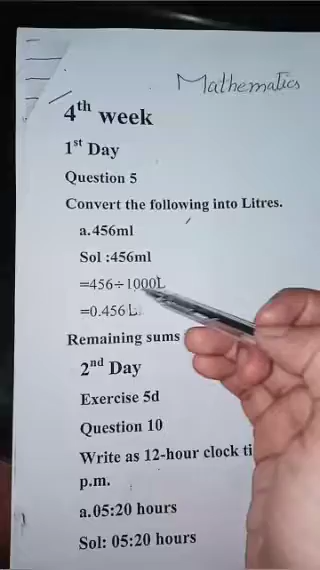 Mathematics
4th week
1st Day
Question 5
Convert the following into Litres.
a.456ml
Sol :456ml
=456÷1000L
=0.456 L
Remaining sums
2nd Day
Exercise 5d
Question 10
Write as 12-hour clock ti
p.m.
a.05:20 hours
Sol: 05:20 hours